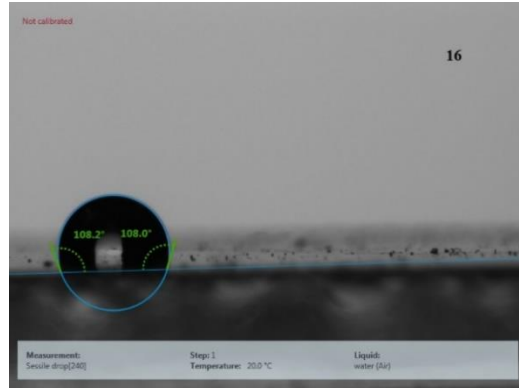 Not calibrated
16
108.2° 108.0°
Measurement: Step: 1 Liquid:
Sessile drop[240] Temperature: 20.0 °C water (Air)